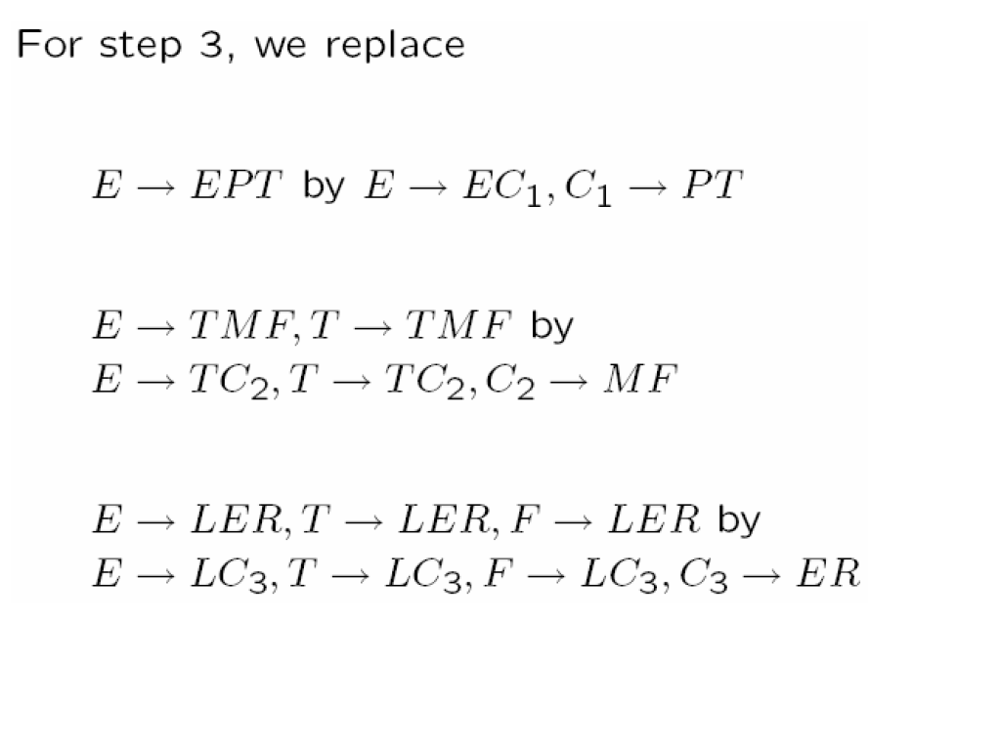 For step 3, we replace
E → EPT by E → EC₁, C₁ → PT
E → TMF, T → TMF by
E → TC₂, T → TC₂, C₂ → MF
E → LER, T → LER, F → LER by
E → LC₃, T → LC₃, F → LC₃, C₃ → ER